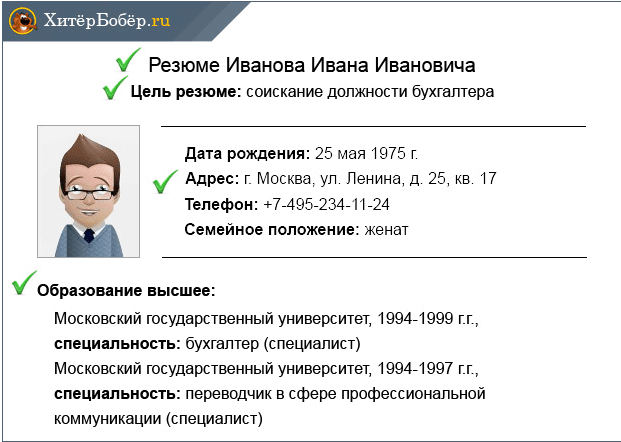 ХитёрБобёр.ru
Резюме Иванова Ивана Ивановича
Цель резюме: соискание должности бухгалтера
Дата рождения: 25 мая 1975 г.
Адрес: г. Москва, ул. Ленина, д. 25, кв. 17
Телефон: +7-495-234-11-24
Семейное положение: женат
Образование высшее:
Московский государственный университет, 1994-1999 г.г.,
специальность: бухгалтер (специалист)
Московский государственный университет, 1994-1997 г.г.,
специальность: переводчик в сфере профессиональной
коммуникации (специалист)